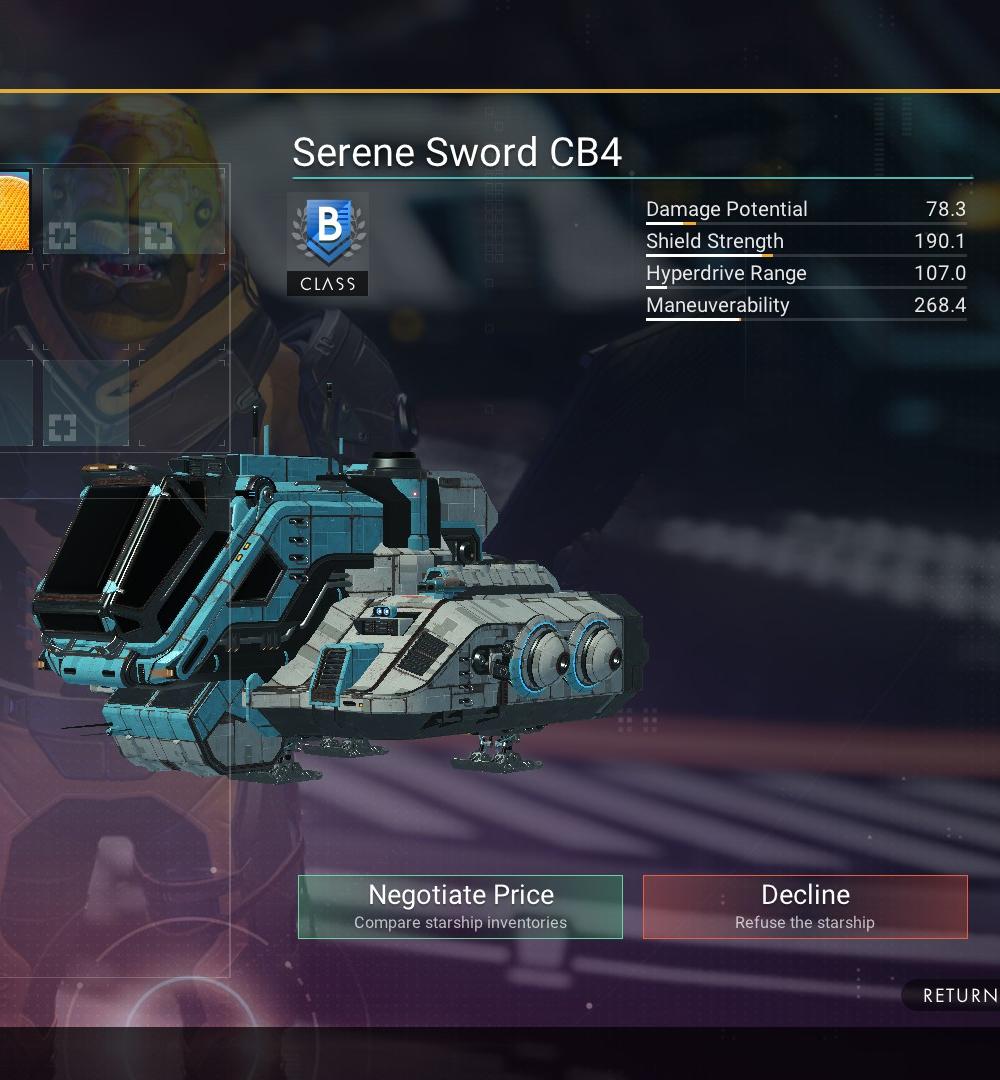 Serene Sword CB4
B
CLASS
Damage Potential 78.3
Shield Strength 190.1
Hyperdrive Range 107.0
Maneuverability 268.4
Negotiate Price
Compare starship inventories
Decline
Refuse the starship
RETURN